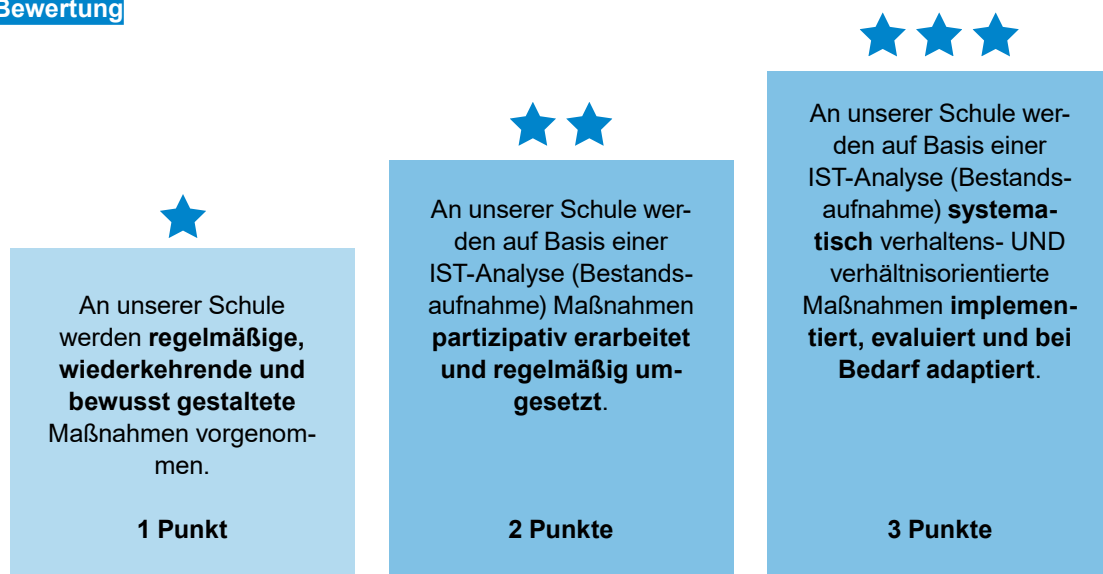 Bewertung
An unserer Schule
werden regelmäßige,
wiederkehrende und
bewusst gestaltete
Maßnahmen vorgenom-
men.
1 Punkt
An unserer Schule wer-
den auf Basis einer
IST-Analyse (Bestands-
aufnahme) Maßnahmen
partizipativ erarbeitet
und regelmäßig um-
gesetzt.
2 Punkte
An unserer Schule wer-
den auf Basis einer
IST-Analyse (Bestands-
aufnahme) systema-
tisch verhaltens- UND
verhältnisorientierte
Maßnahmen implemen-
tiert, evaluiert und bei
Bedarf adaptiert.
3 Punkte